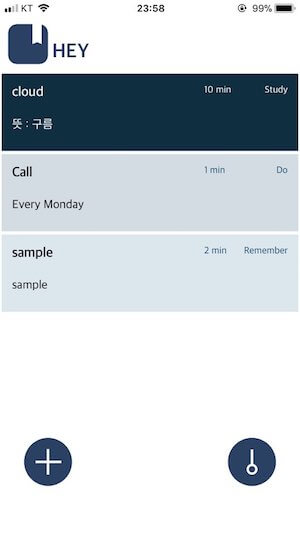 KT 23:58 99%
HEY
cloud 10 min Study
뜻 : 구름
Call 1 min Do
Every Monday
sample 2 min Remember
sample